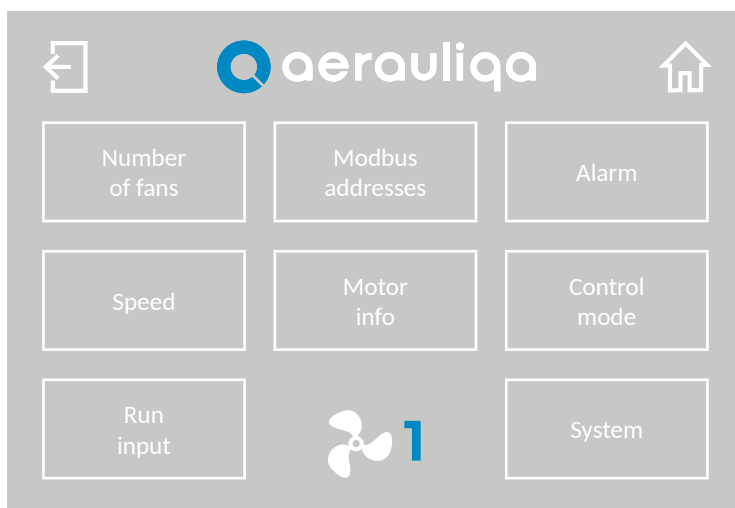 aerauliqa
Number
of fans
Modbus
addresses
Alarm
Speed
Motor
info
Control
mode
Run
input
1
System